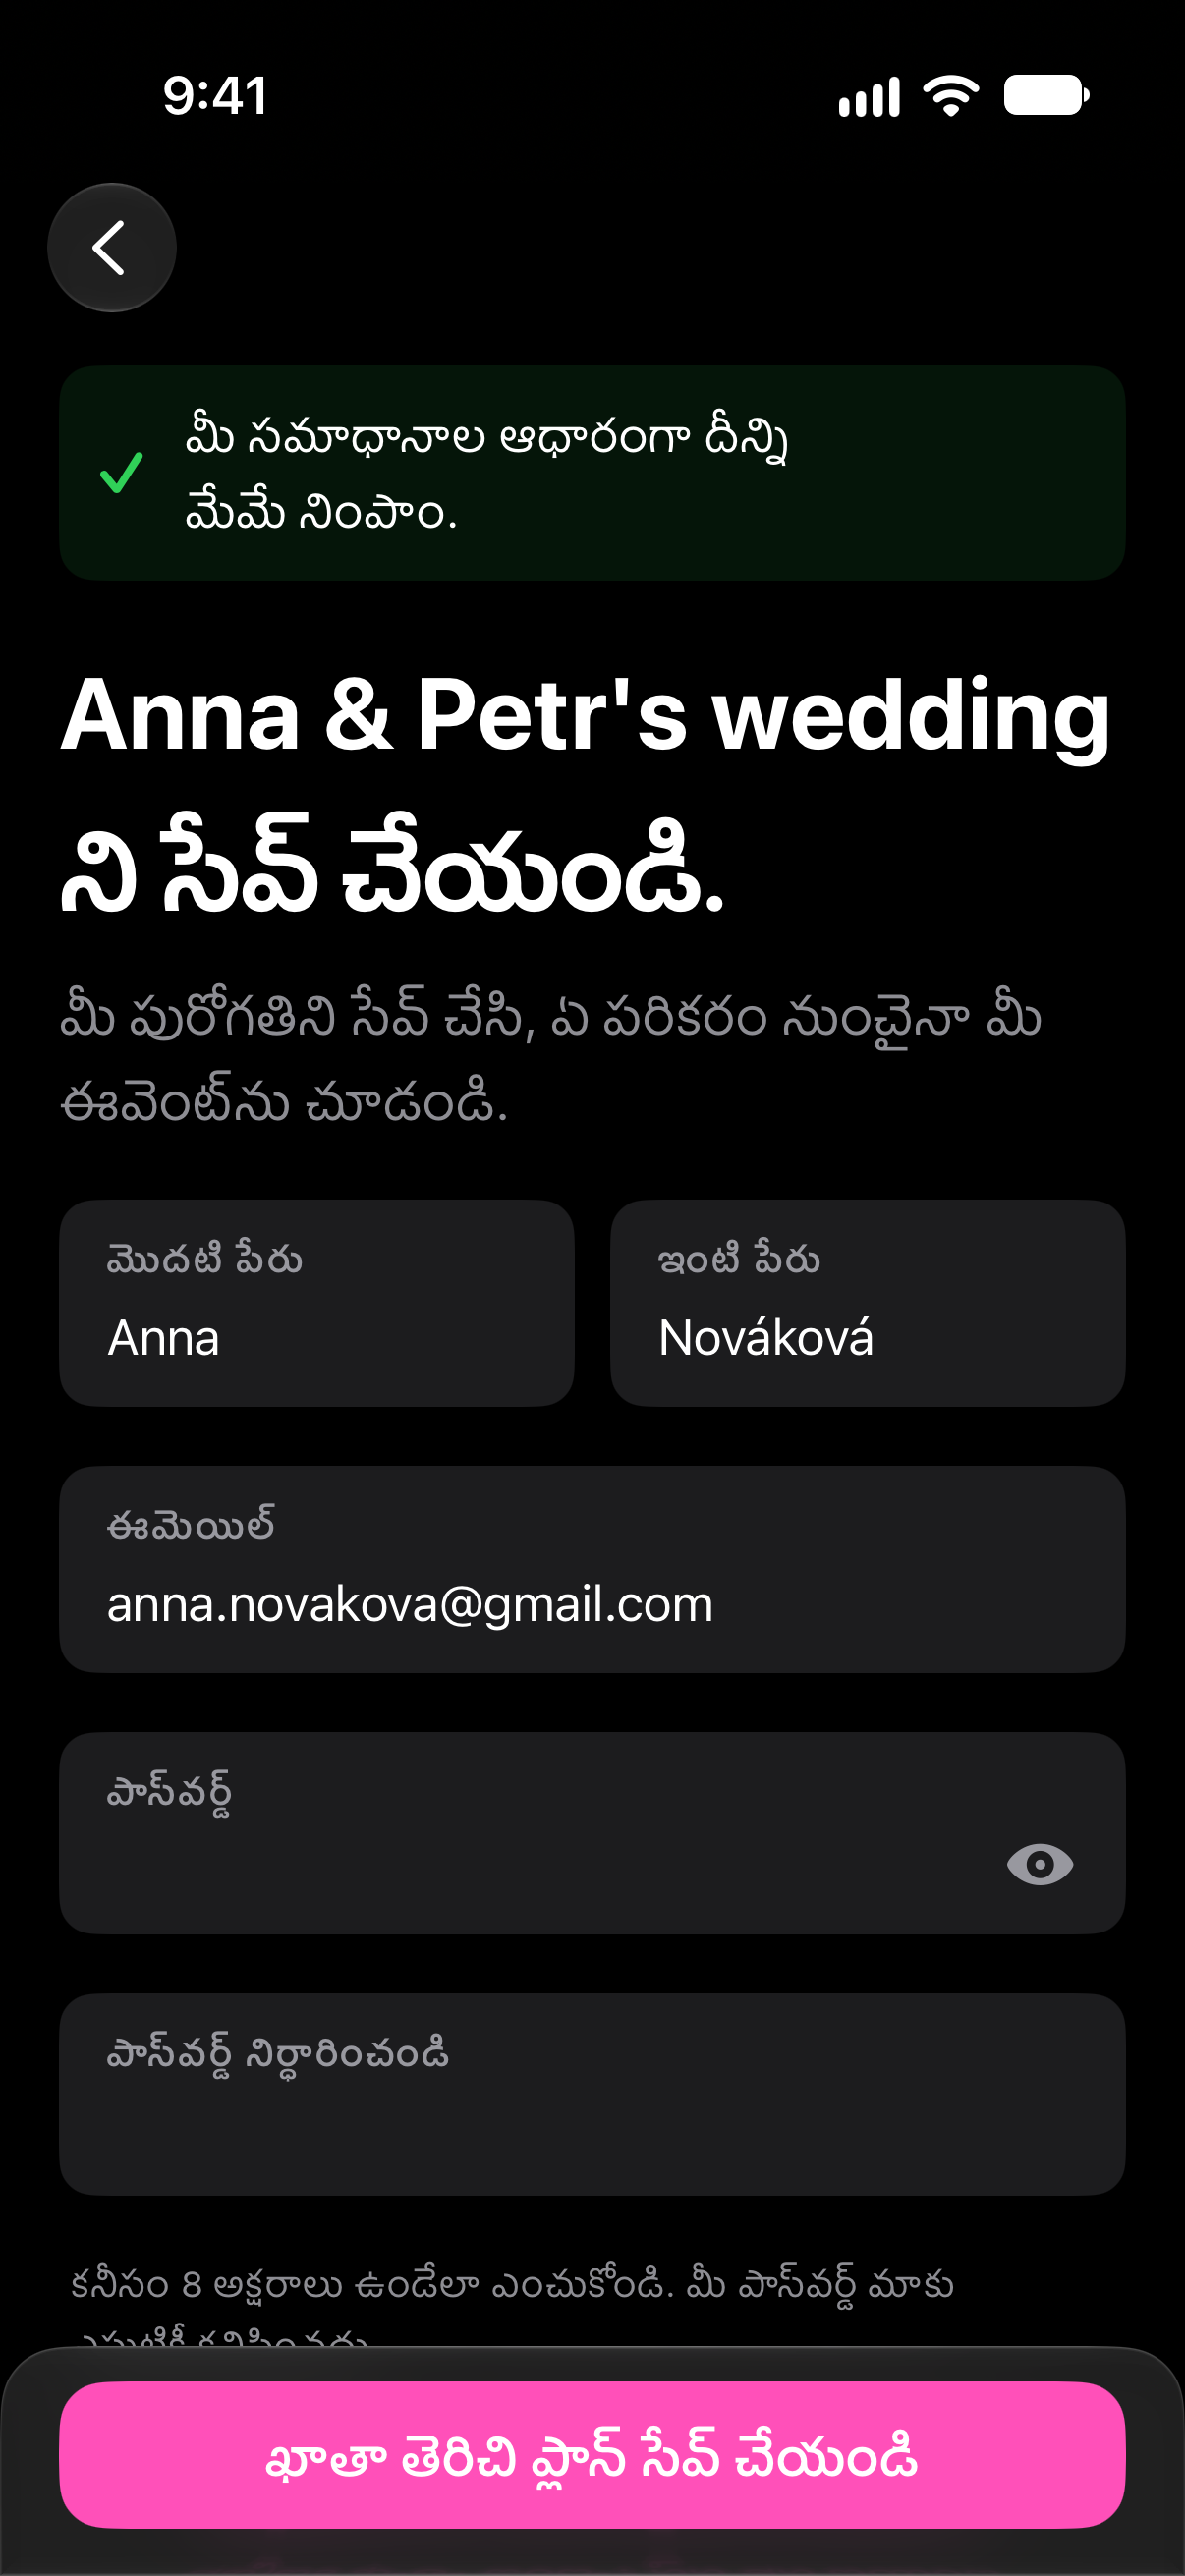 9:41
మీ సమాధానాల ఆధారంగా దీన్ని
మేమే నింపాం.
Anna & Petr's wedding
ని సేవ్ చేయండి.
మీ పురోగతిని సేవ్ చేసి, ఏ పరికరం నుంచైనా మీ
ఈవెంట్‌ను చూడండి.
మొదటి పేరు
ఇంటి పేరు
Anna
Nováková
ఈమెయిల్
anna.novakova@gmail.com
పాస్‌వర్డ్
పాస్‌వర్డ్ నిర్ధారించండి
కనీసం 8 అక్షరాలు ఉండేలా ఎంచుకోండి. మీ పాస్‌వర్డ్ మాకు
ఖాతా తెరిచి ప్లాన్ సేవ్ చేయండి